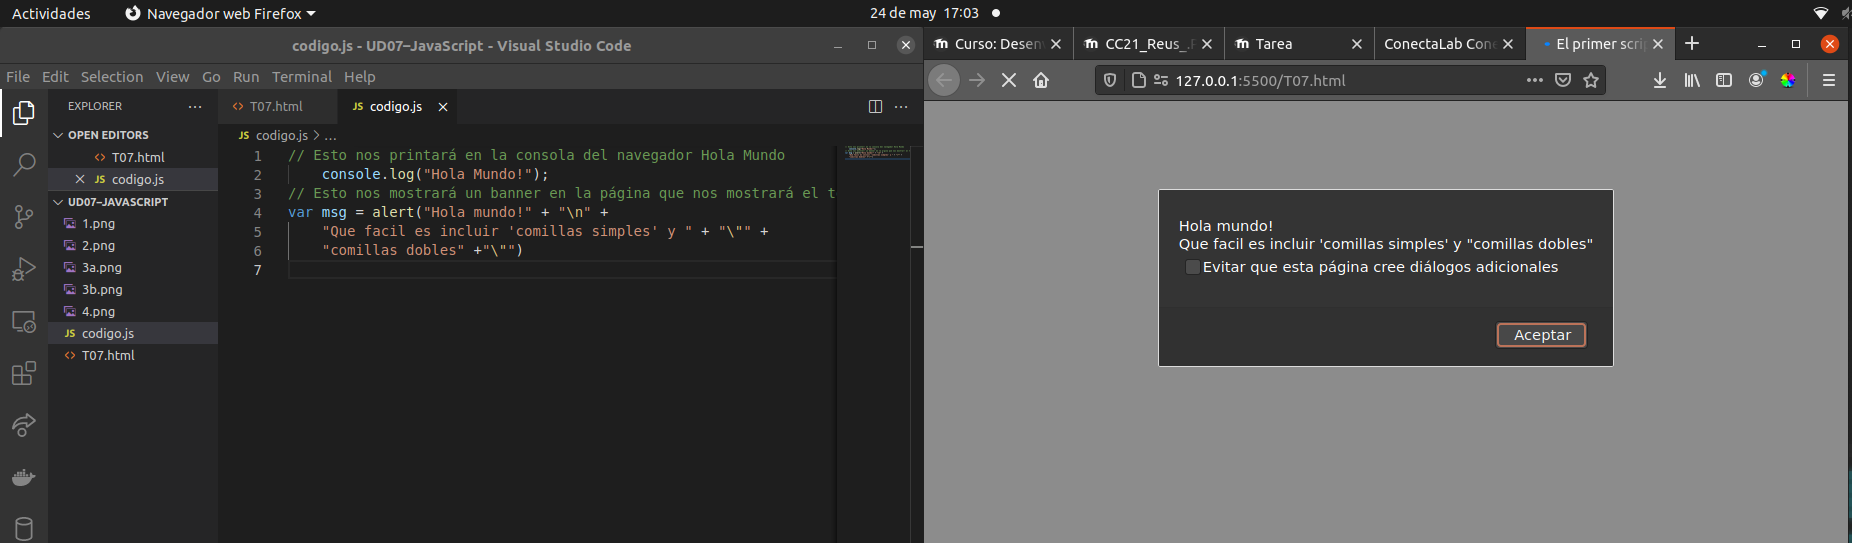 Actividades
Navegador web Firefox
24 de may 17:03
codigo.js - UD07–JavaScript - Visual Studio Code
File Edit Selection View Go Run Terminal Help
EXPLORER
OPEN EDITORS
T07.html
JS codigo.js
UD07–JAVASCRIPT
1.png
2.png
3a.png
3b.png
4.png
JS codigo.js
T07.html
T07.html
JS codigo.js
JS codigo.js > ...
1 // Esto nos printará en la consola del navegador Hola Mundo
2 console.log("Hola Mundo!");
3 // Esto nos mostrará un banner en la página que nos mostrará el t
4 var msg = alert("Hola mundo!" + "\n" +
5 "Que facil es incluir 'comillas simples' y " + "\"" +
6 "comillas dobles" +"\"")
7
Curso: Desen
CC21_Reus_
Tarea
ConectaLab Cone
El primer scri
127.0.0.1:5500/T07.html
Hola mundo!
Que facil es incluir 'comillas simples' y "comillas dobles"
Evitar que esta página cree diálogos adicionales
Aceptar